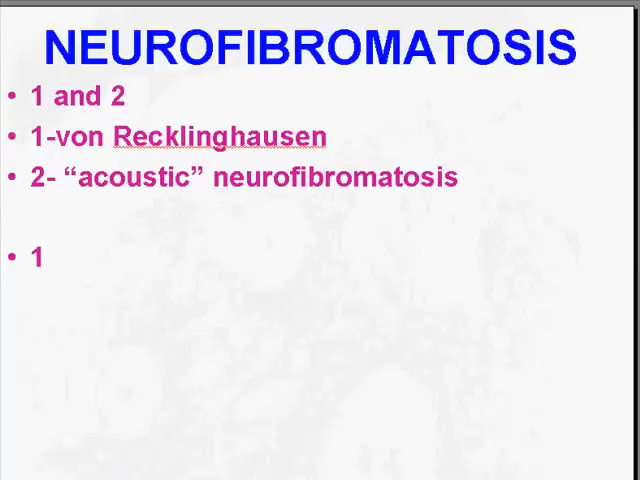 NEUROFIBROMATOSIS
• 1 and 2
• 1-von Recklinghausen
• 2- “acoustic” neurofibromatosis
• 1